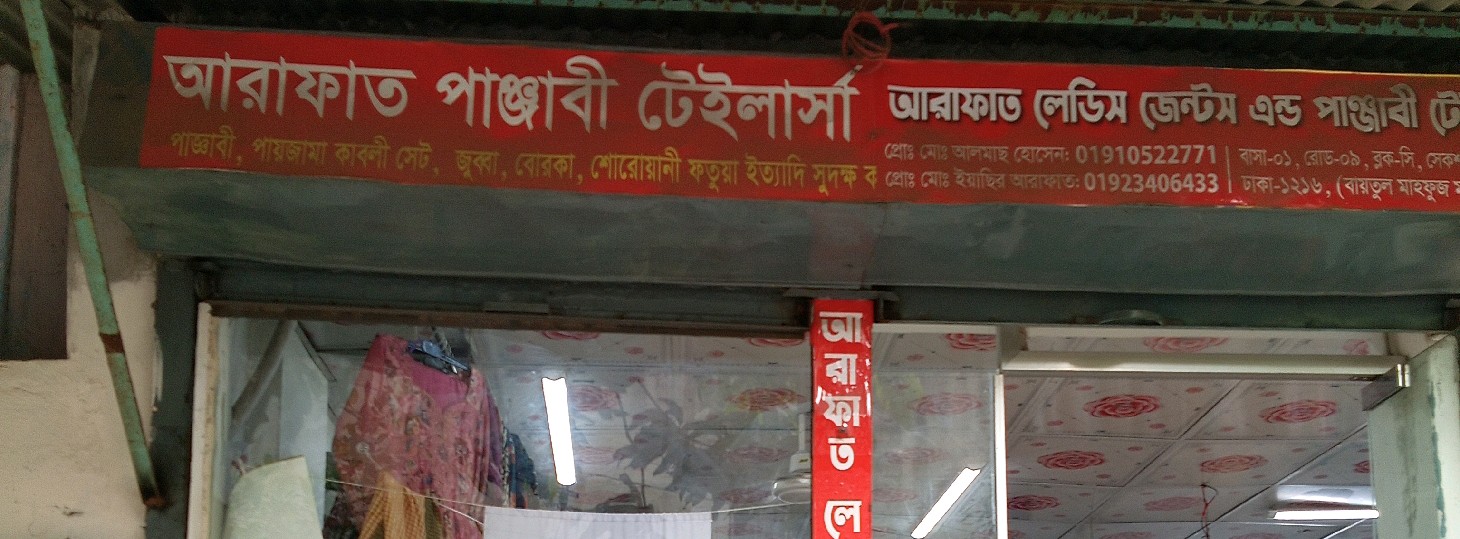 আরাফাত পাঞ্জাবী টেইলার্স
পাজ্ঞাবী, পায়জামা কাবলী সেট, জুব্বা, বোরকা, শোরোয়ানী ফতুয়া ইত্যাদি সুদক্ষ ক
আরাফাত লেডিস জেন্টস এন্ড পাঞ্জাবী টে
প্রোঃ মোঃ আলমাছ হোসেন: 01910522771
প্রোঃ মোঃ ইয়াছির আরাফাত: 01923406433
বাসা-০১, রোড-০৯, ব্লক-সি, সেকশ
ঢাকা-১২১৬, (বায়তুল মাহফুজ ম
আ
রা
ফা
ত
লে